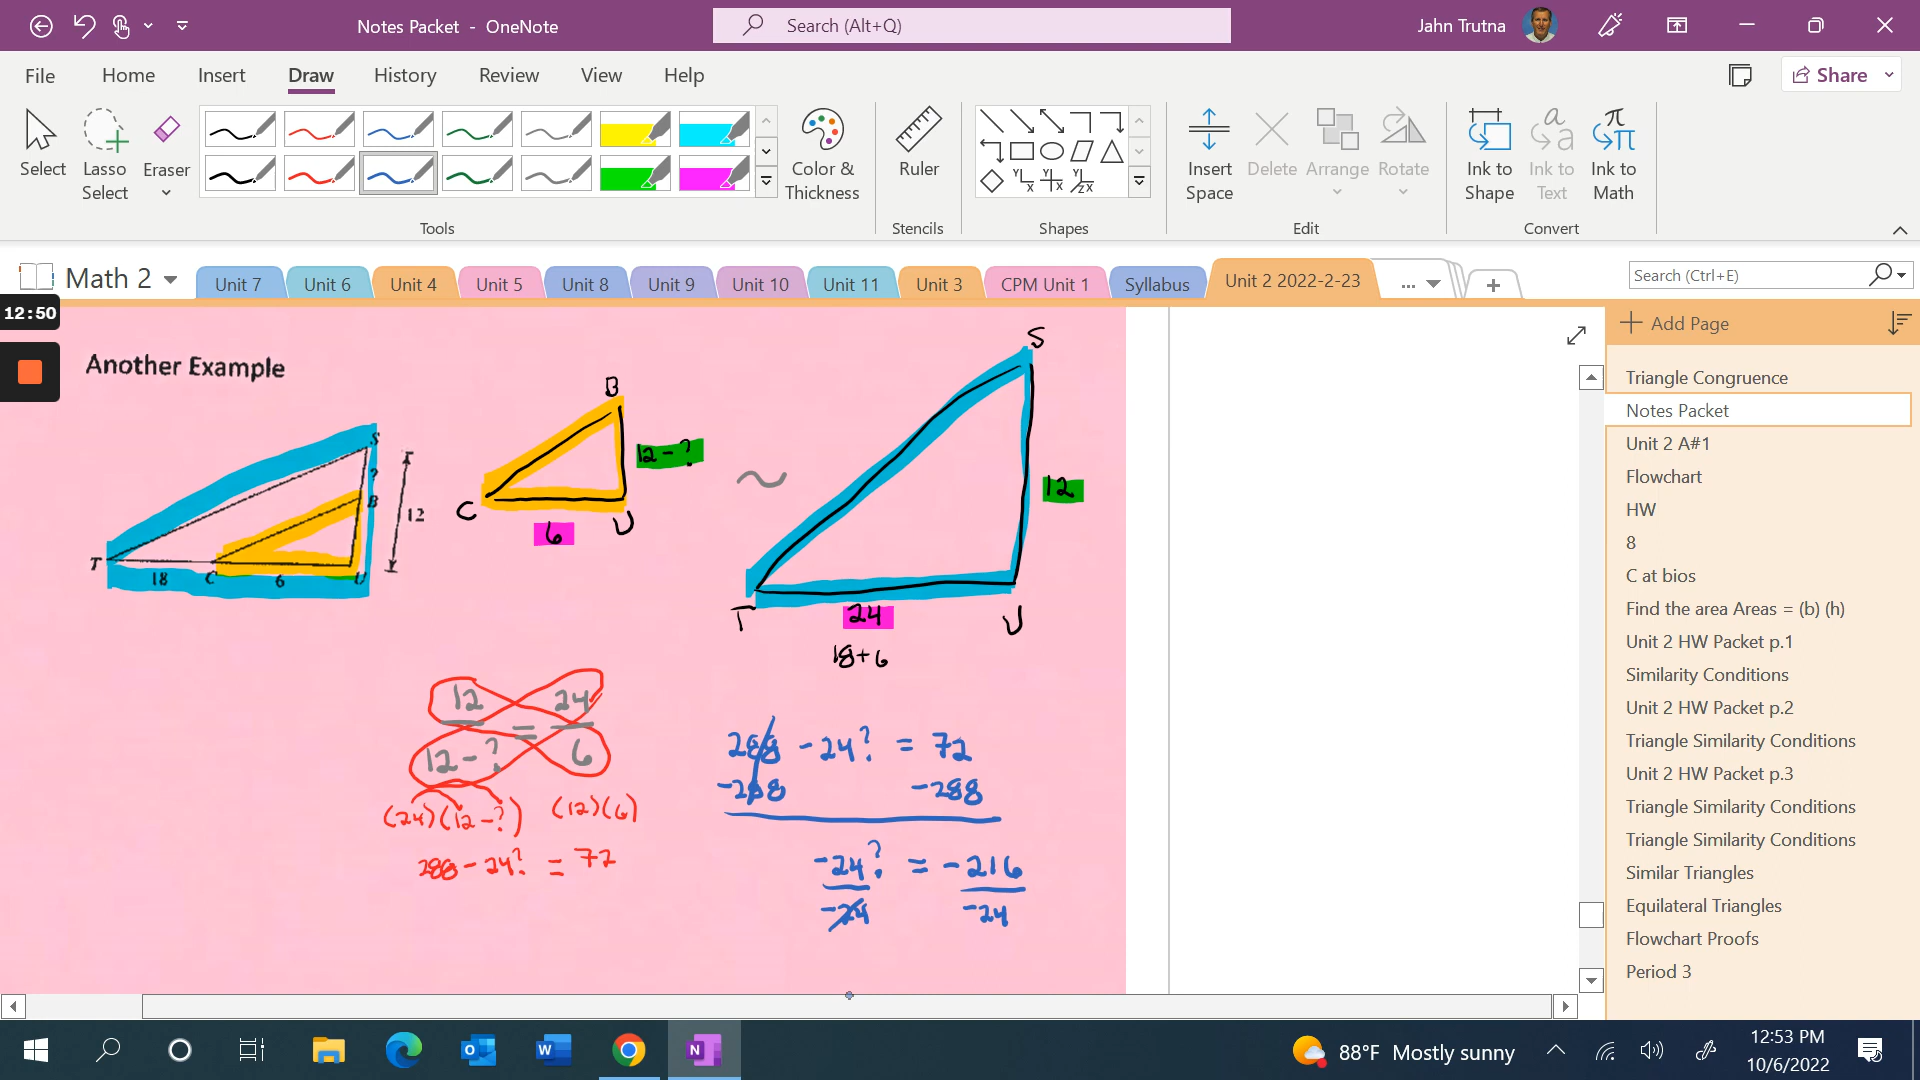 Notes Packet - OneNote
Search (Alt+Q)
Jahn Trutna
File Home Insert Draw History Review View Help
Share
Select
Lasso Select
Eraser
Color & Thickness
Ruler
Insert Space
Delete
Arrange
Rotate
Ink to Shape
Ink to Text
Ink to Math
Tools Stencils Shapes Edit Convert
Math 2
Unit 7 Unit 6 Unit 4 Unit 5 Unit 8 Unit 9 Unit 10 Unit 11 Unit 3 CPM Unit 1 Syllabus Unit 2 2022-2-23 ...
Search (Ctrl+E)
12:50
Add Page
Triangle Congruence
Notes Packet
Unit 2 A#1
Flowchart
HW
8
C at bios
Find the area Areas = (b) (h)
Unit 2 HW Packet p.1
Similarity Conditions
Unit 2 HW Packet p.2
Triangle Similarity Conditions
Unit 2 HW Packet p.3
Triangle Similarity Conditions
Triangle Similarity Conditions
Similar Triangles
Equilateral Triangles
Flowchart Proofs
Period 3
Another Example
S
?
B
12
T 18 C 6 U
B
12 - ?
C 6 U
~
S
12
T 24 U
18+6
12 = 24
12 - ? 6
(24)(12 - ?) (12)(6)
288 - 24? = 72
288 - 24? = 72
-288 -288
-24? = -216
-24 -24
88°F Mostly sunny
12:53 PM
10/6/2022